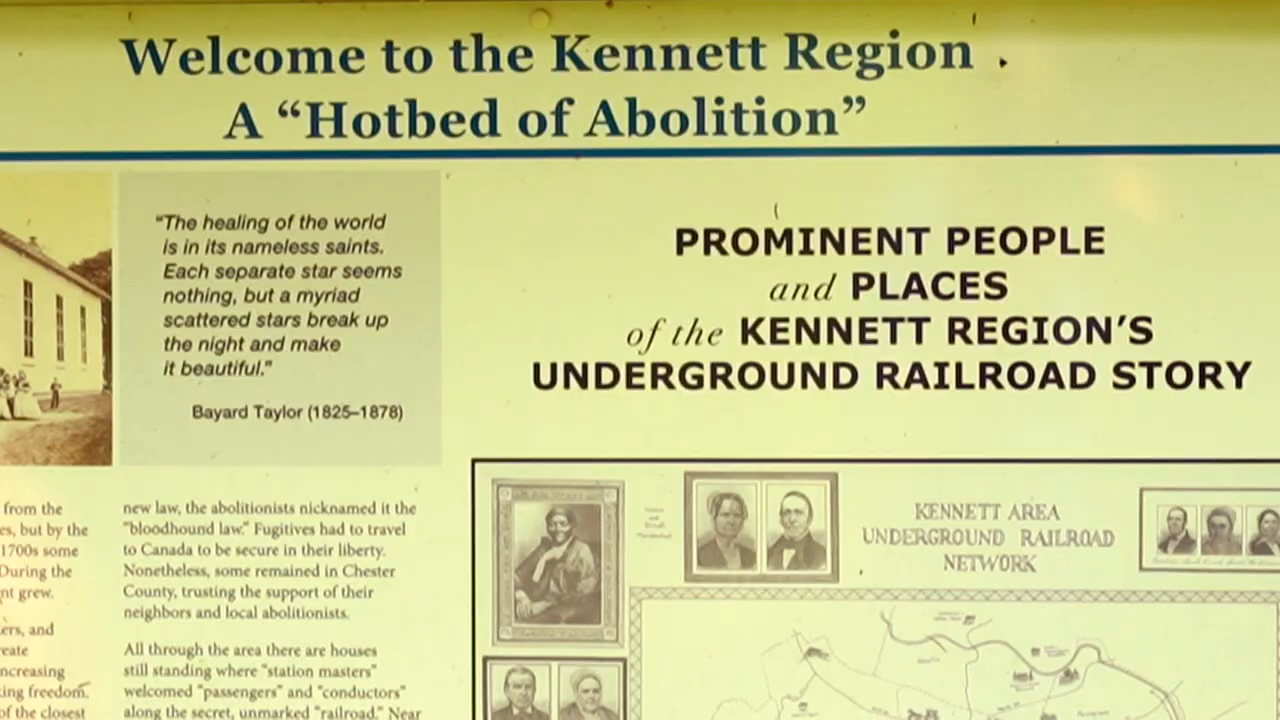 Welcome to the Kennett Region
A “Hotbed of Abolition”
“The healing of the world
is in its nameless saints.
Each separate star seems
nothing, but a myriad
scattered stars break up
the night and make
it beautiful.”
Bayard Taylor (1825–1878)
PROMINENT PEOPLE
and PLACES
of the KENNETT REGION’S
UNDERGROUND RAILROAD STORY
from the
es, but by the
1700s some
During the
nt grew.
ers, and
eate
ncreasing
ing freedom.
of the closest
new law, the abolitionists nicknamed it the
“bloodhound law.” Fugitives had to travel
to Canada to be secure in their liberty.
Nonetheless, some remained in Chester
County, trusting the support of their
neighbors and local abolitionists.
All through the area there are houses
still standing where “station masters”
welcomed “passengers” and “conductors”
along the secret, unmarked “railroad.” Near
KENNETT AREA
UNDERGROUND RAILROAD
NETWORK